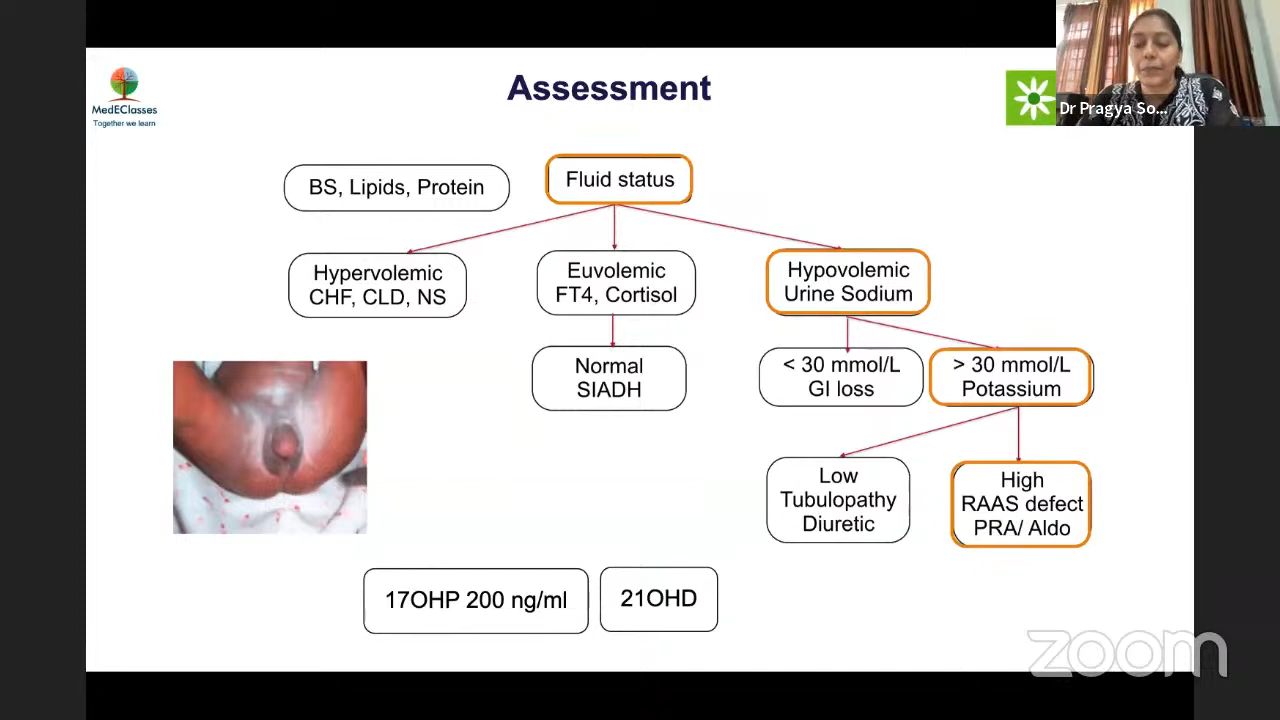 MedEClasses
Together we learn
Assessment
Dr Pragya So...
BS, Lipids, Protein
Fluid status
Hypervolemic
CHF, CLD, NS
Euvolemic
FT4, Cortisol
Hypovolemic
Urine Sodium
Normal
SIADH
< 30 mmol/L
GI loss
> 30 mmol/L
Potassium
Low
Tubulopathy
Diuretic
High
RAAS defect
PRA/ Aldo
17OHP 200 ng/ml
21OHD
zoom